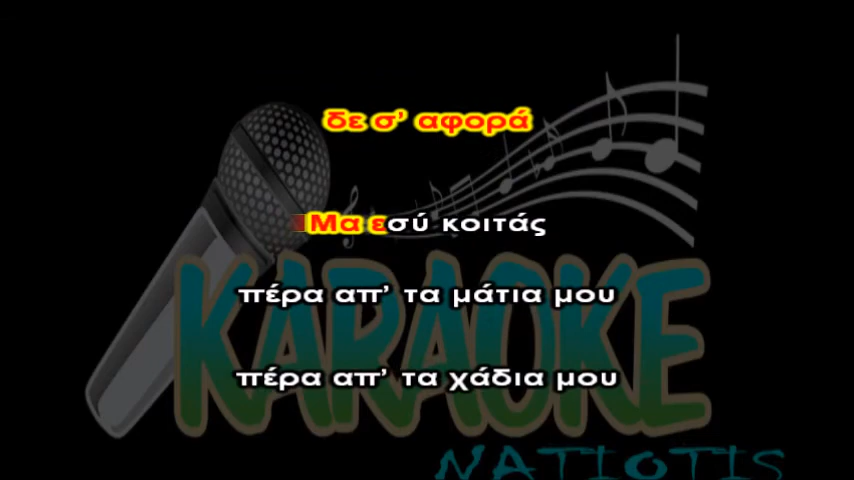 δε σ' αφορά
Μα εσύ κοιτάς
πέρα απ' τα μάτια μου
πέρα απ' τα χάδια μου
KARAOKE
NATIOTIS